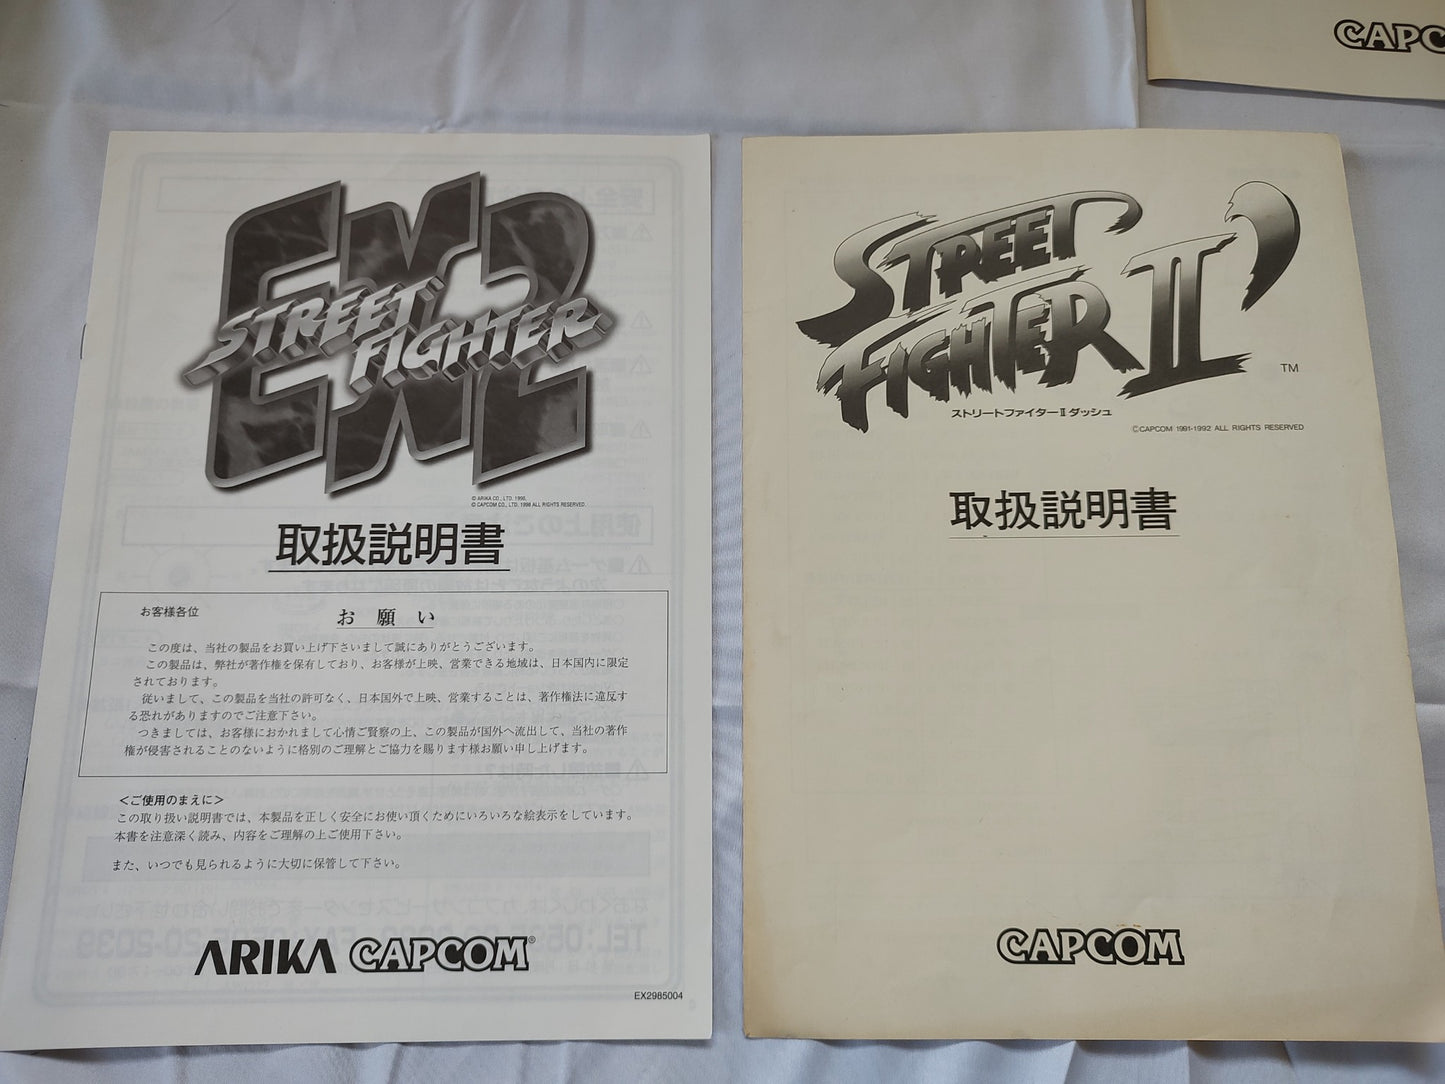 EX2
STREET
FIGHTER
© ARIKA CO., LTD. 1998,
© CAPCOM CO., LTD. 1998 ALL RIGHTS RESERVED.
取扱説明書
お客様各位
お願い
この度は、当社の製品をお買い上げ下さいまして誠にありがとうございます。
この製品は、弊社が著作権を保有しており、お客様が上映、営業できる地域は、日本国内に限定
されております。
従いまして、この製品を当社の許可なく、日本国外で上映、営業することは、著作権法に違反す
る恐れがありますのでご注意下さい。
つきましては、お客様におかれまして心情ご賢察の上、この製品が国外へ流出して、当社の著作
権が侵害されることのないように格別のご理解とご協力を賜ります様お願い申し上げます。
＜ご使用のまえに＞
この取り扱い説明書では、本製品を正しく安全にお使い頂くためにいろいろな絵表示をしています。
本書を注意深く読み、内容をご理解の上ご使用下さい。
また、いつでも見られるように大切に保管して下さい。
ARIKA CAPCOM®
EX2985004
STREET
FIGHTER II'
TM
ストリートファイターⅡダッシュ
©CAPCOM 1991-1992 ALL RIGHTS RESERVED
取扱説明書
CAPCOM
CAPC